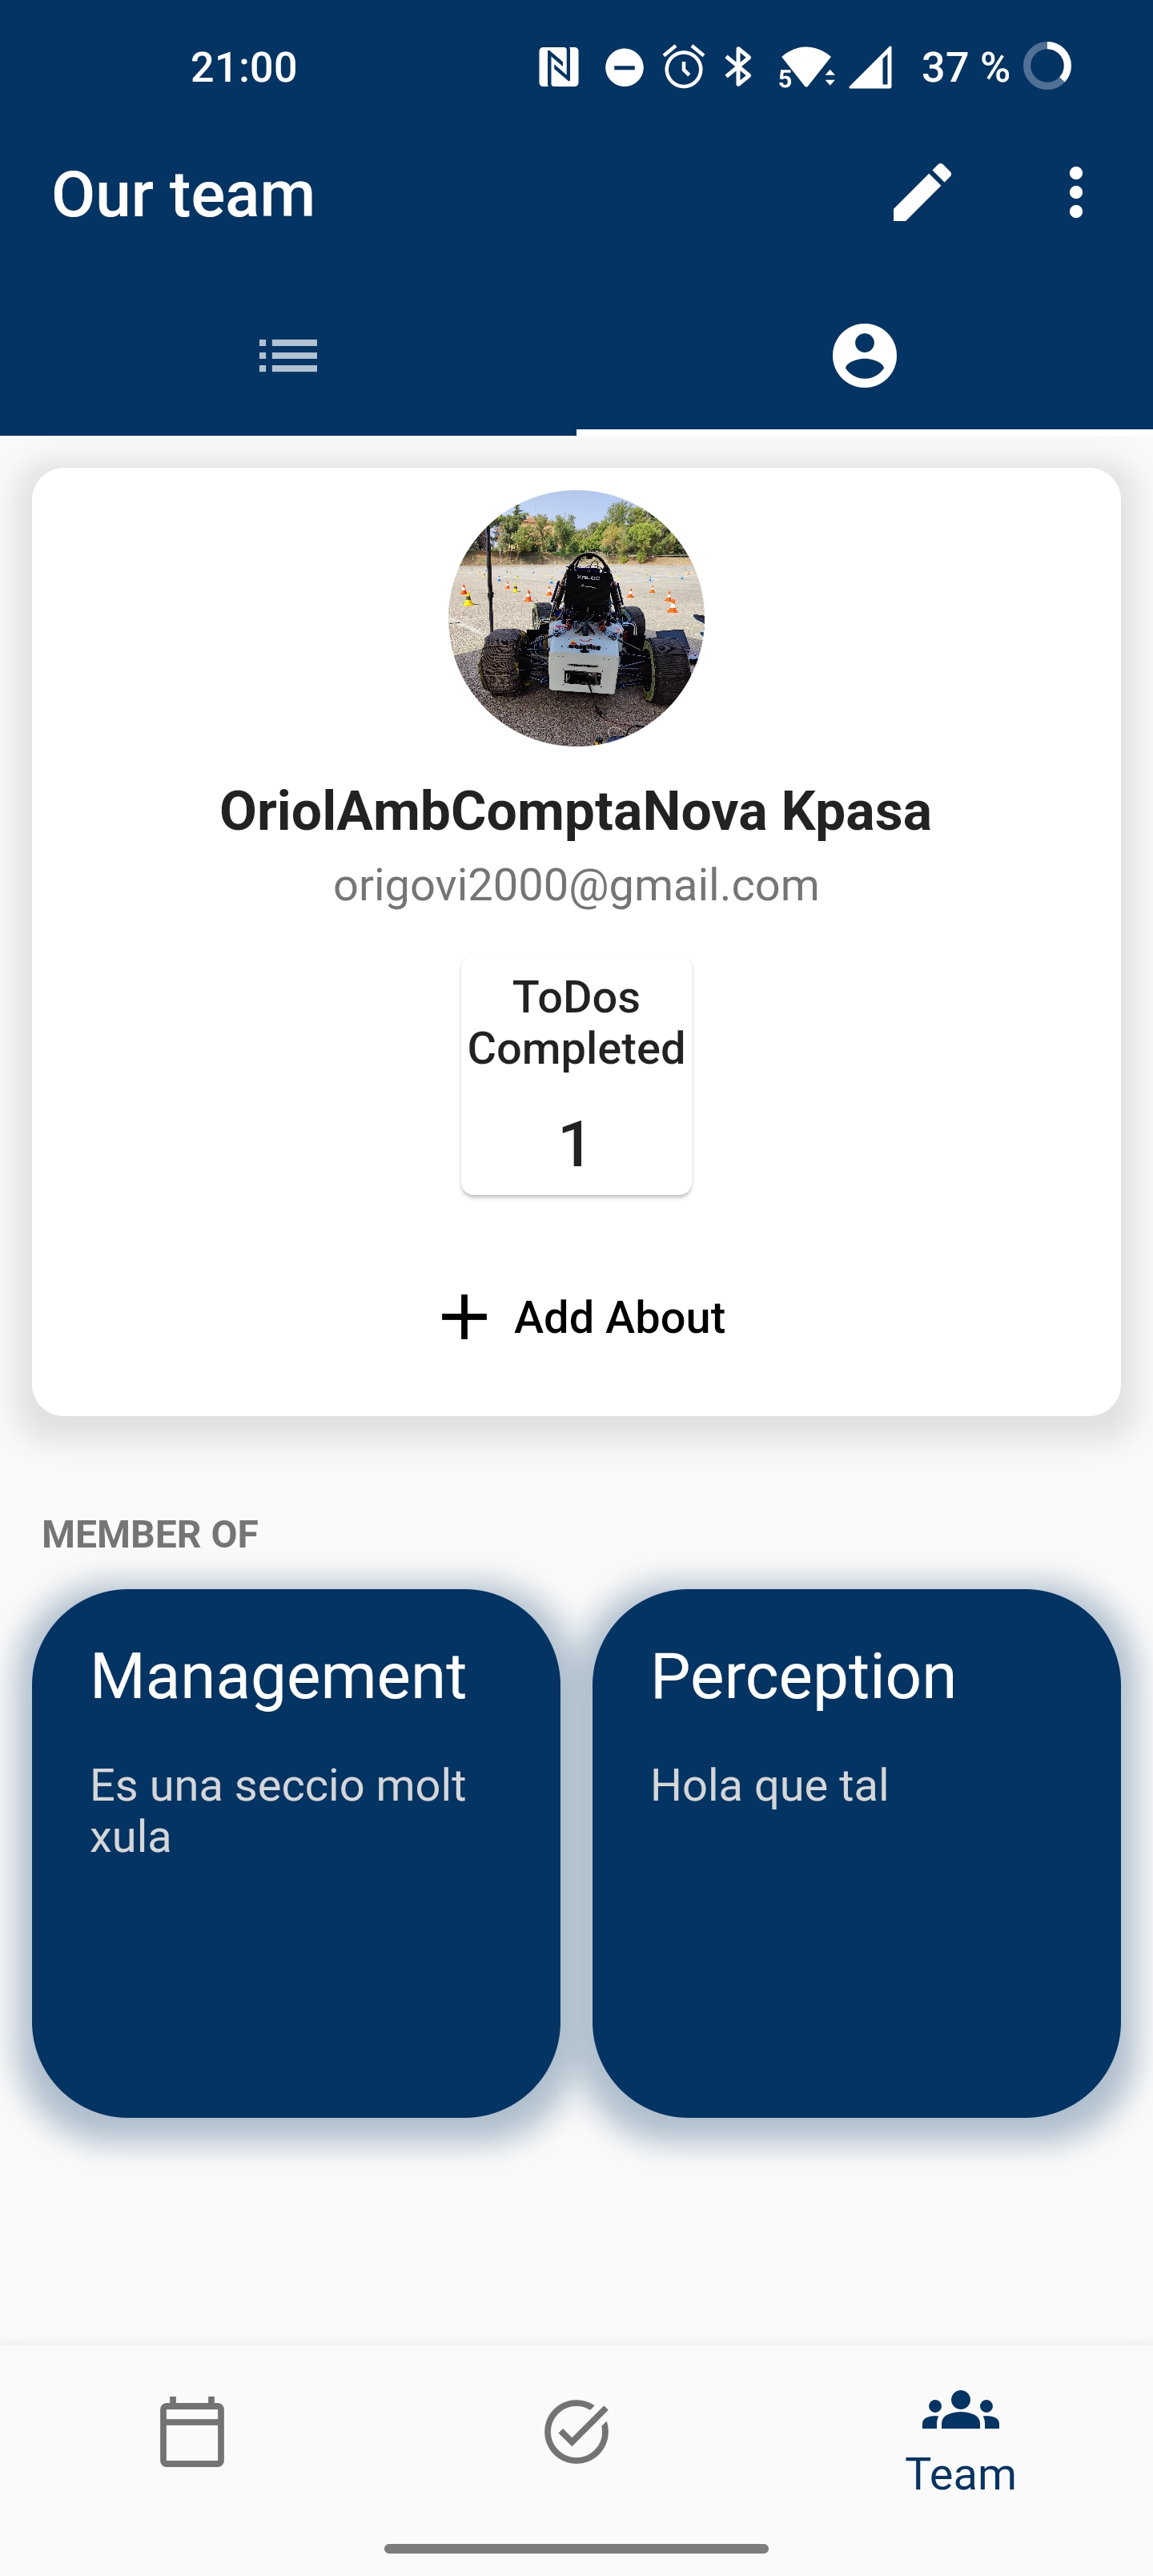 21:00
5
37 %
Our team
OriolAmbComptaNova Kpasa
origovi2000@gmail.com
ToDos
Completed
1
Add About
MEMBER OF
Management
Es una seccio molt
xula
Perception
Hola que tal
Team